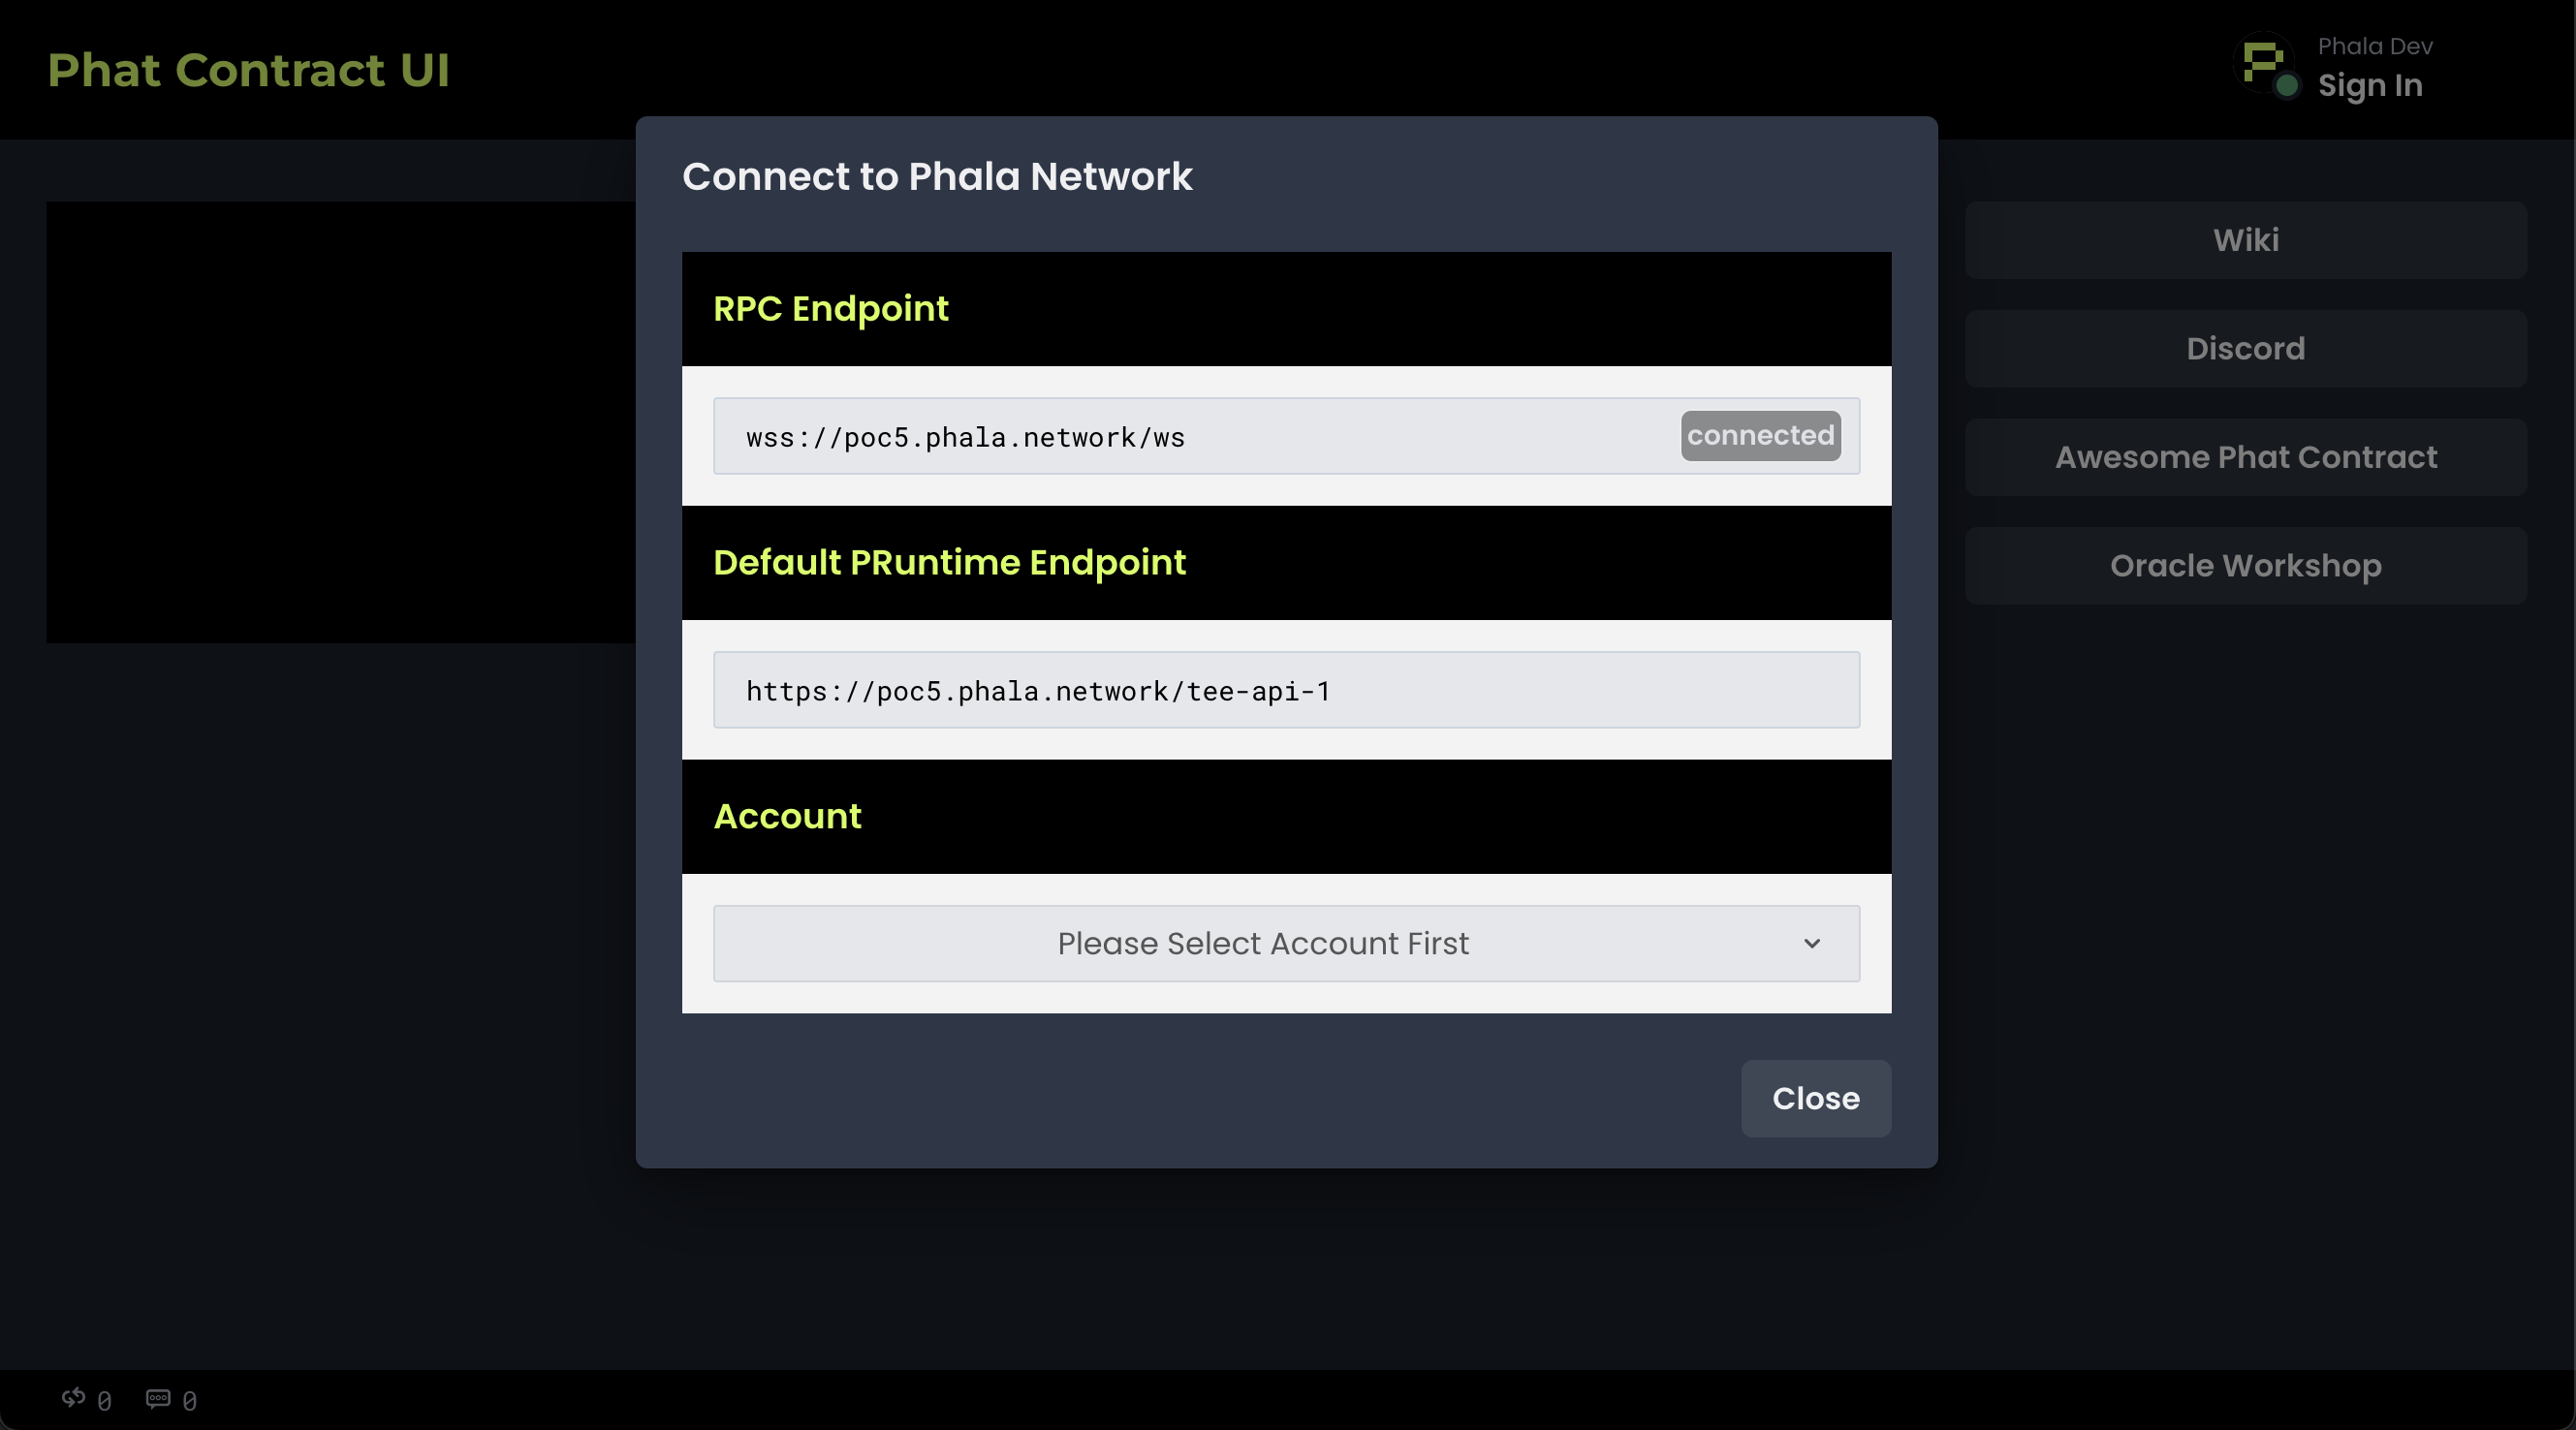 Phat Contract UI
Phala Dev
Sign In
Connect to Phala Network
RPC Endpoint
wss://poc5.phala.network/ws
connected
Default PRuntime Endpoint
https://poc5.phala.network/tee-api-1
Account
Please Select Account First
Close
Wiki
Discord
Awesome Phat Contract
Oracle Workshop
0
0